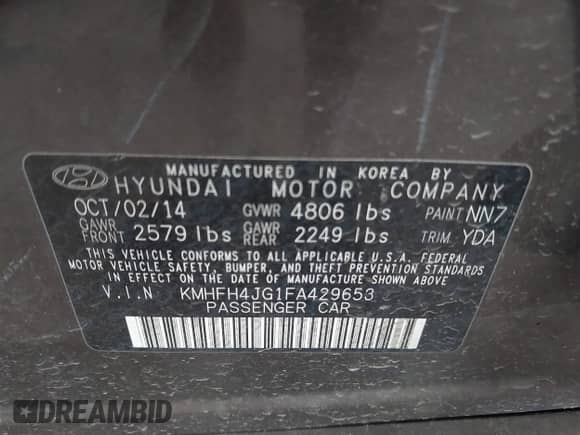 MANUFACTURED IN KOREA BY
HYUNDAI MOTOR COMPANY
OCT/02/14 GVWR 4806 lbs PAINT NN7
GAWR FRONT 2579 lbs GAWR REAR 2249 lbs TRIM YDA
THIS VEHICLE CONFORMS TO ALL APPLICABLE U.S.A. FEDERAL
MOTOR VEHICLE SAFETY, BUMPER, AND THEFT PREVENTION STANDARDS
IN EFFECT ON THE DATE OF MANUFACTURE SHOWN ABOVE.
V.I.N KMHFH4JG1FA429653
PASSENGER CAR
DREAMBID